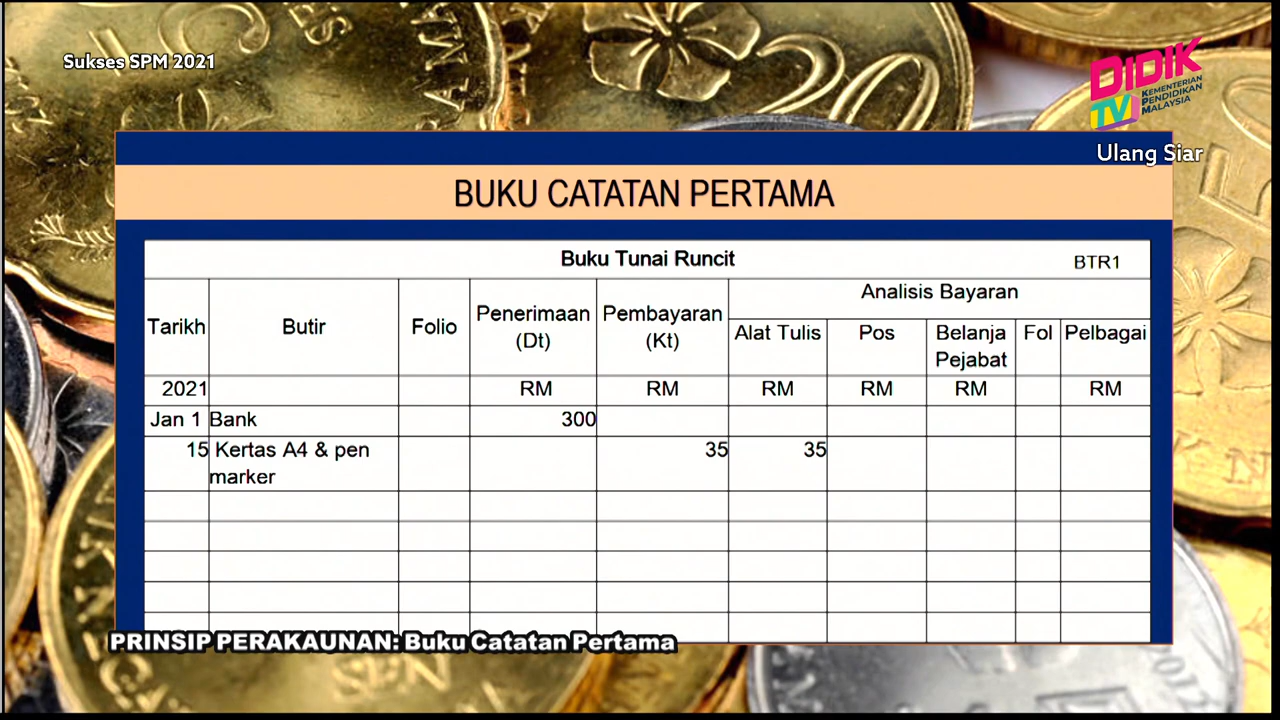 Sukses SPM 2021
DIDIK
TV
KEMENTERIAN
PENDIDIKAN
MALAYSIA
Ulang Siar
BUKU CATATAN PERTAMA
Buku Tunai Runcit BTR1
Tarikh Butir Folio Penerimaan (Dt) Pembayaran (Kt) Analisis Bayaran
Alat Tulis Pos Belanja Pejabat Fol Pelbagai
2021 RM RM RM RM RM RM
Jan 1 Bank 300
15 Kertas A4 & pen 35 35
marker
PRINSIP PERAKAUNAN: Buku Catatan Pertama